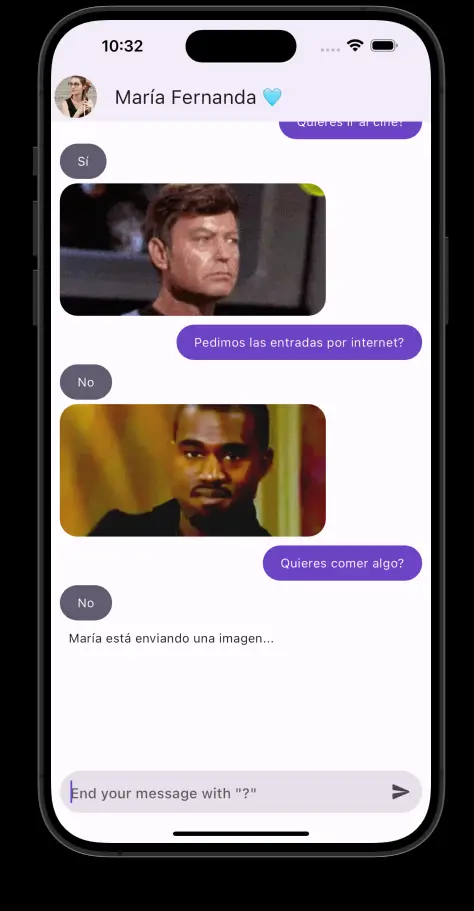 10:32
María Fernanda 🩵
Quieres ir al cine?
Sí
Pedimos las entradas por internet?
No
Quieres comer algo?
No
María está enviando una imagen...
End your message with "?"